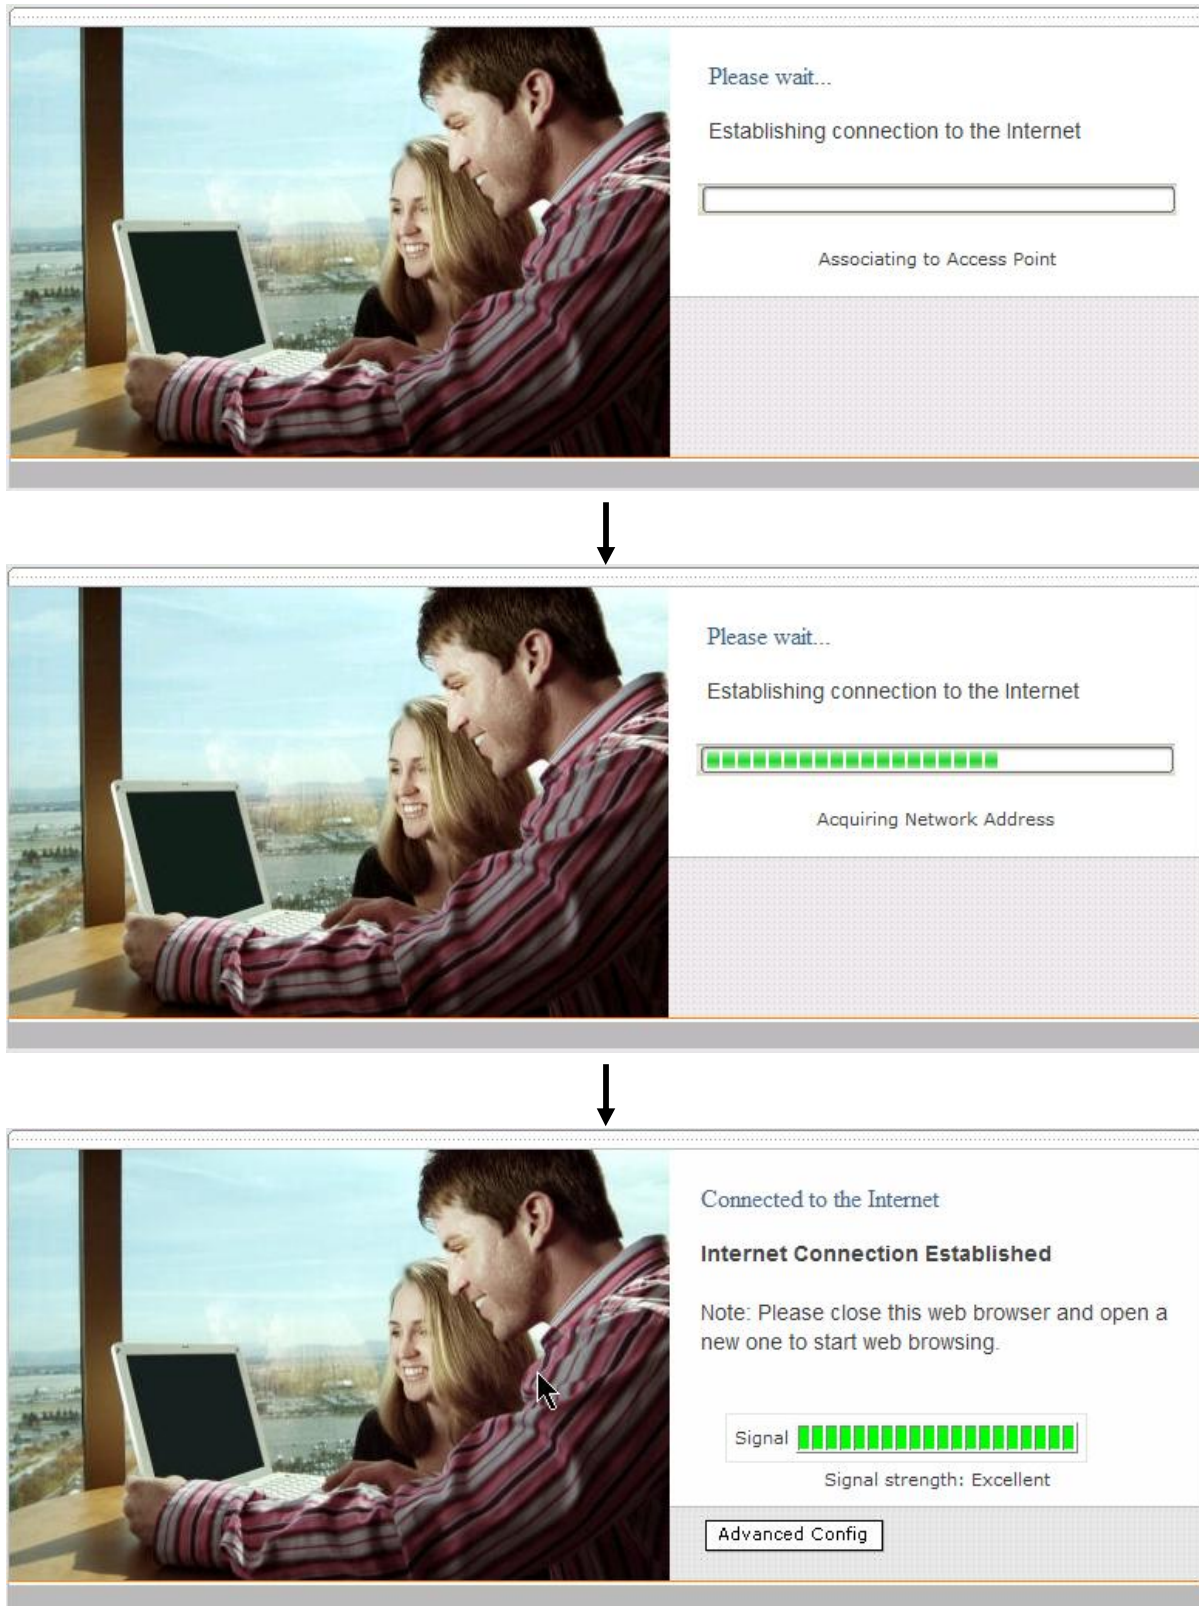 Please wait...
Establishing connection to the Internet
Associating to Access Point
Please wait...
Establishing connection to the Internet
Acquiring Network Address
Connected to the Internet
Internet Connection Established
Note: Please close this web browser and open a
new one to start web browsing.
Signal
Signal strength: Excellent
Advanced Config